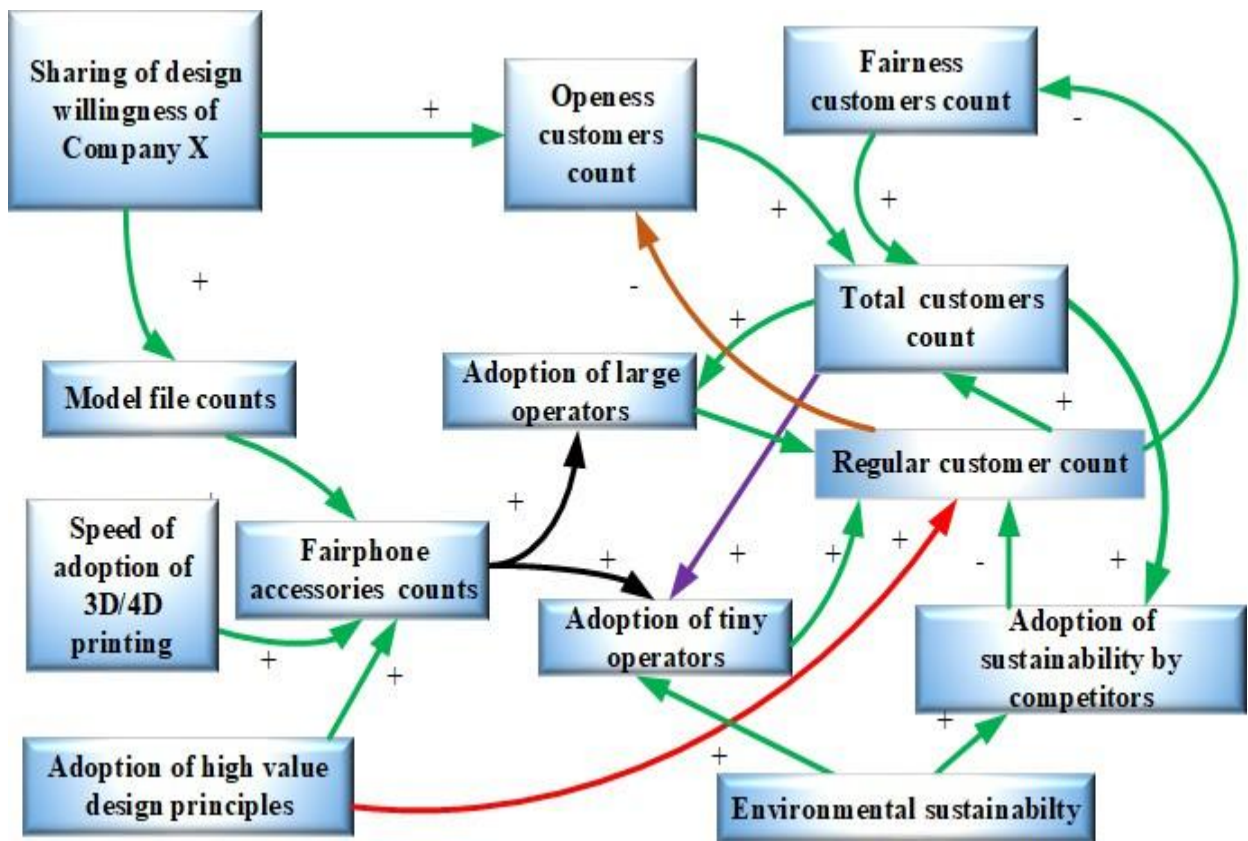 Sharing of design
willingness of
Company X
+
Openess
customers
count
Fairness
customers count
-
+
+
+
-
+
Total customers
count
Model file counts
Adoption of large
operators
+
Regular customer count
Speed of
adoption of
3D/4D
printing
Fairphone
accessories counts
+
+
+
+
+
-
+
Adoption of tiny
operators
Adoption of
sustainability by
competitors
+
+
+
+
Adoption of high value
design principles
Environmental sustainabilty